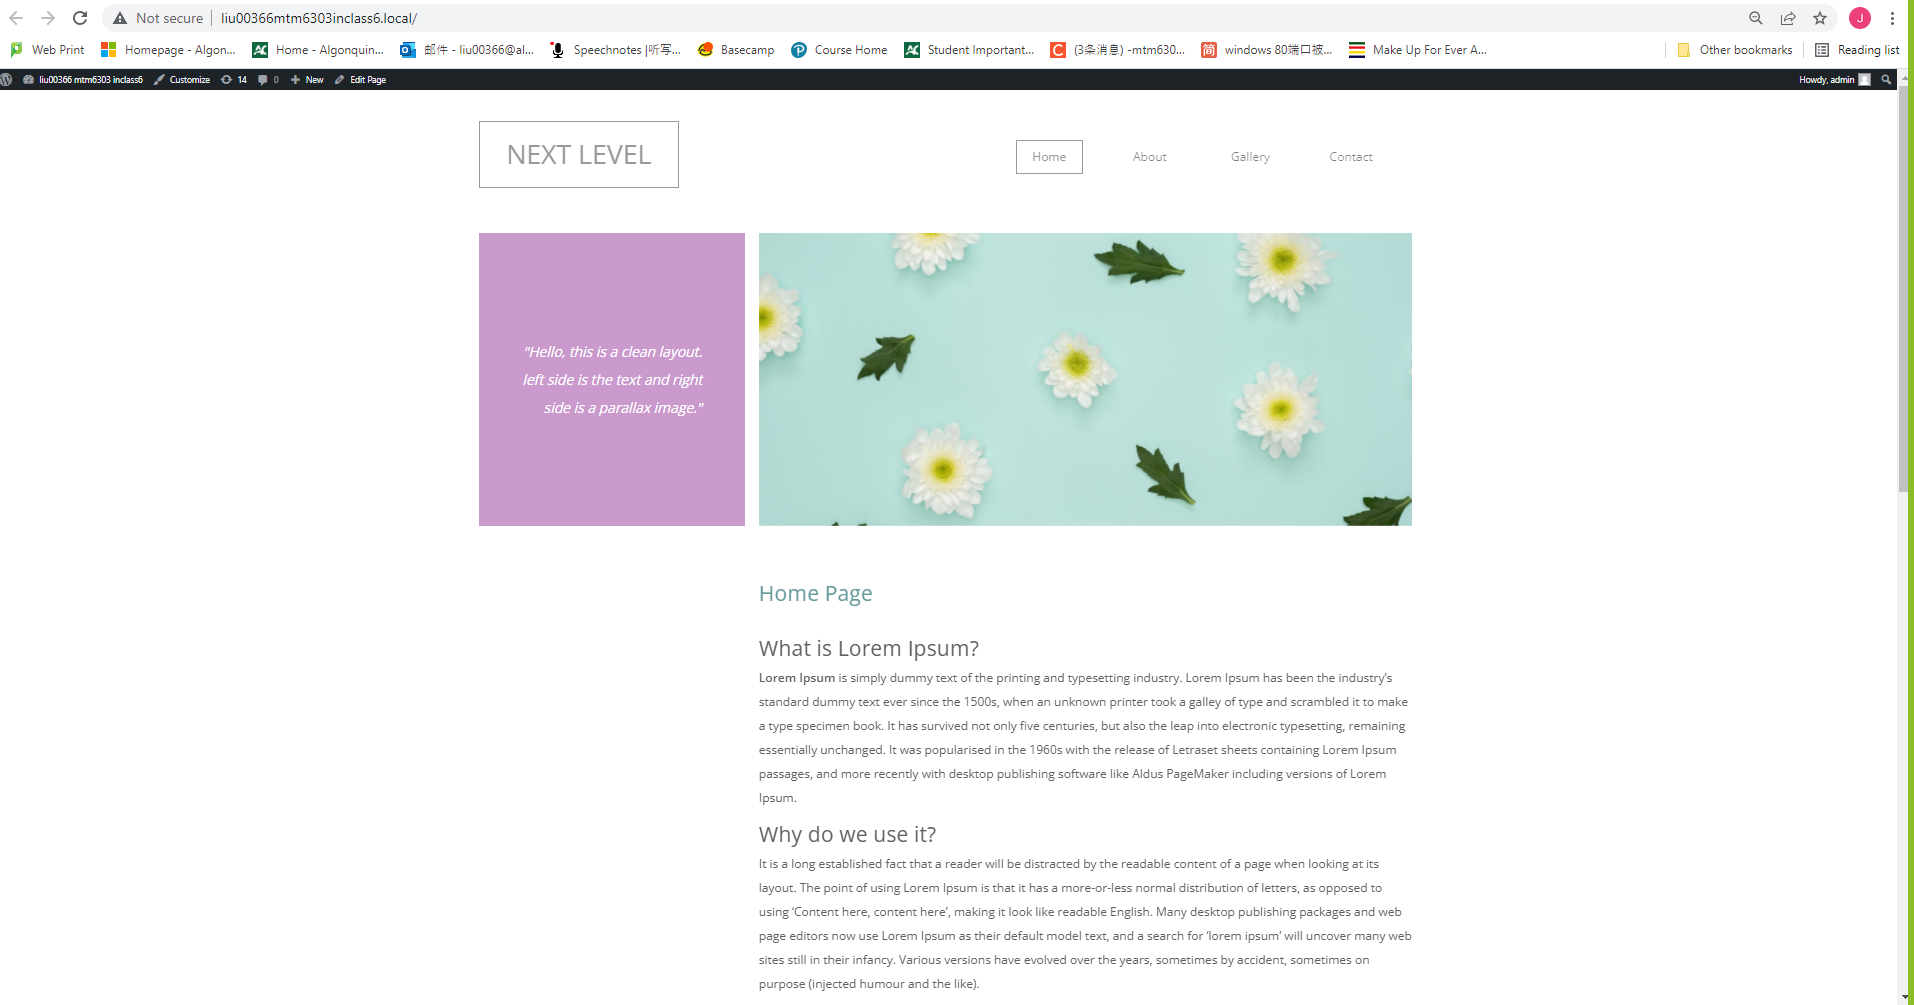 Not secure | liu00366mtm6303inclass6.local/
J
Web Print Homepage - Algon... Home - Algonquin... 邮件 - liu00366@al... Speechnotes |听写... Basecamp Course Home Student Important... (3条消息) -mtm630... windows 80端口被... Make Up For Ever A... Other bookmarks Reading list
liu00366 mtm6303 inclass6 Customize 14 0 New Edit Page Howdy, admin
NEXT LEVEL
Home About Gallery Contact
"Hello, this is a clean layout.
left side is the text and right
side is a parallax image."
Home Page
What is Lorem Ipsum?
Lorem Ipsum is simply dummy text of the printing and typesetting industry. Lorem Ipsum has been the industry’s
standard dummy text ever since the 1500s, when an unknown printer took a galley of type and scrambled it to make
a type specimen book. It has survived not only five centuries, but also the leap into electronic typesetting, remaining
essentially unchanged. It was popularised in the 1960s with the release of Letraset sheets containing Lorem Ipsum
passages, and more recently with desktop publishing software like Aldus PageMaker including versions of Lorem
Ipsum.
Why do we use it?
It is a long established fact that a reader will be distracted by the readable content of a page when looking at its
layout. The point of using Lorem Ipsum is that it has a more-or-less normal distribution of letters, as opposed to
using ‘Content here, content here’, making it look like readable English. Many desktop publishing packages and web
page editors now use Lorem Ipsum as their default model text, and a search for ‘lorem ipsum’ will uncover many web
sites still in their infancy. Various versions have evolved over the years, sometimes by accident, sometimes on
purpose (injected humour and the like).